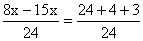 8x - 15x / 24 = 24 + 4 + 3 / 24